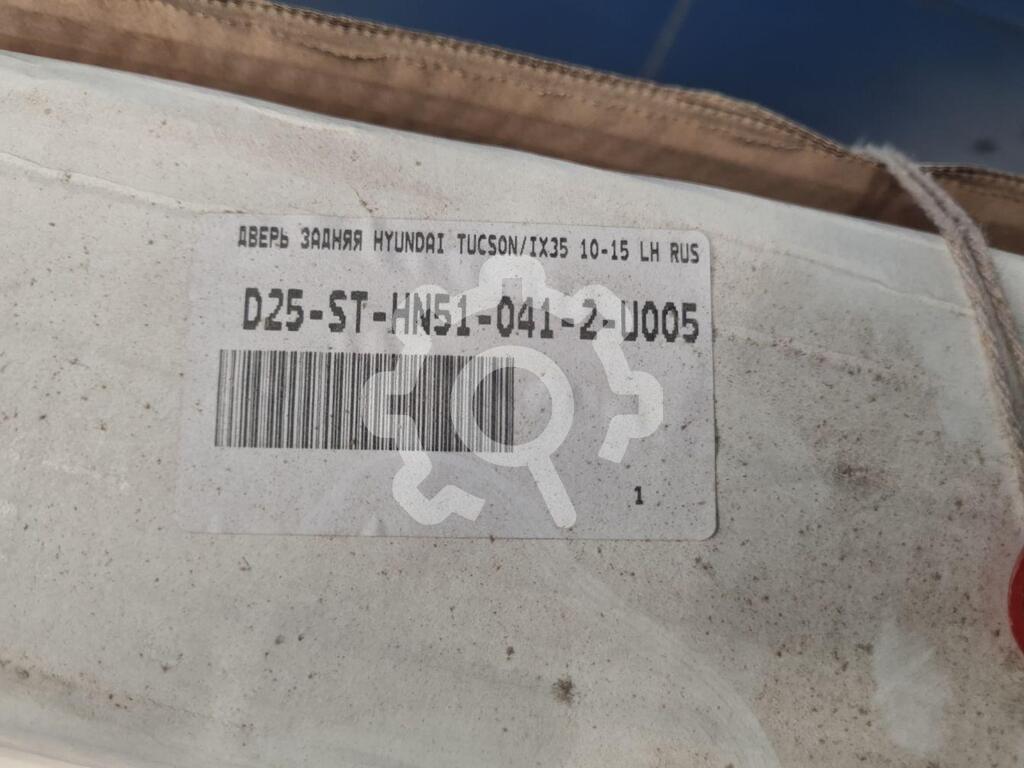 ДВЕРЬ ЗАДНЯЯ HYUNDAI TUCSON/IX35 10-15 LH RUS
D25-ST-HN51-041-2-U005
1